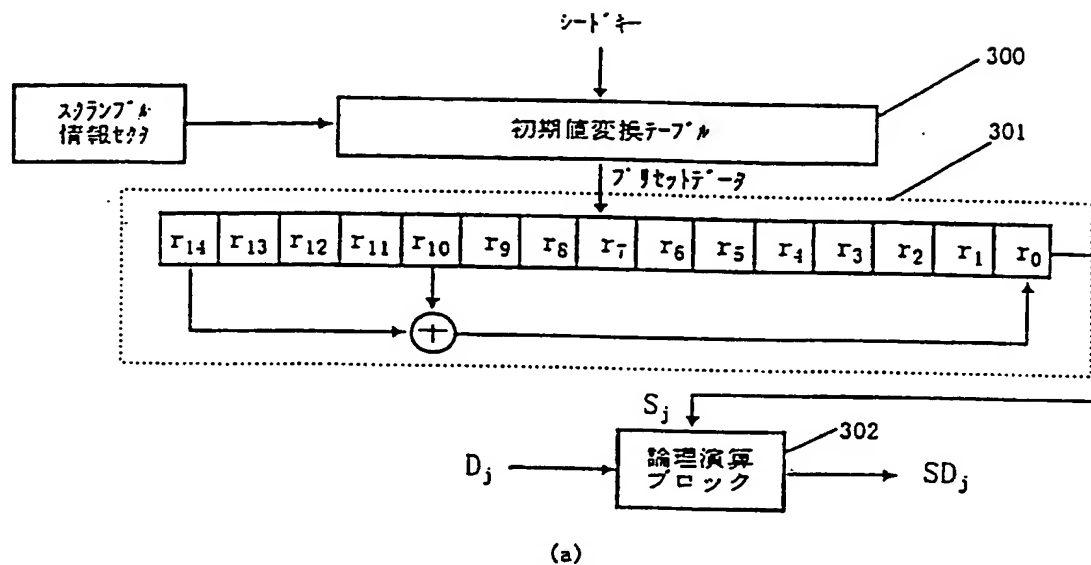 シードキー
300
スクランブル
情報セクタ
初期値変換テーブル
301
プリセットデータ
r14 r13 r12 r11 r10 r9 r8 r7 r6 r5 r4 r3 r2 r1 r0
+
Sj
302
Dj
論理演算
ブロック
SDj
(a)